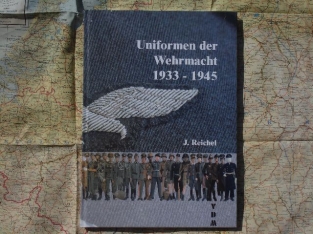 Uniformen der
Wehrmacht
1933 - 1945
J. Reichel
VDM